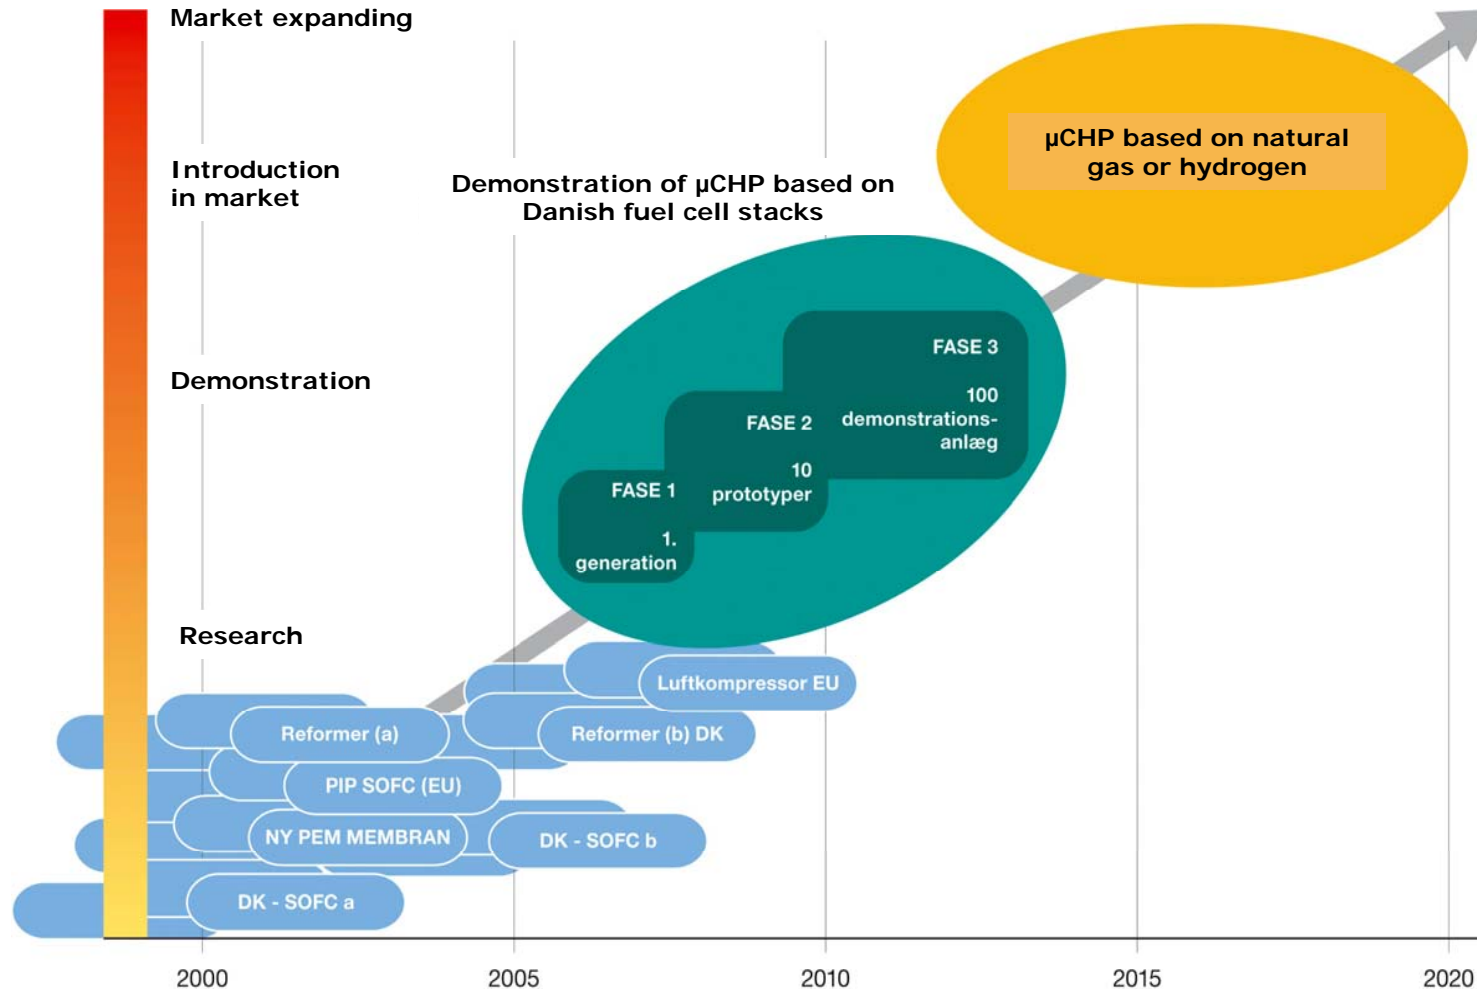 Market expanding
Introduction
in market
Demonstration of µCHP based on
Danish fuel cell stacks
µCHP based on natural
gas or hydrogen
Demonstration
FASE 3
100
demonstrations-
anlæg
FASE 2
10
prototyper
FASE 1
1.
generation
Research
Luftkompressor EU
Reformer (a)
Reformer (b) DK
PIP SOFC (EU)
NY PEM MEMBRAN
DK - SOFC b
DK - SOFC a
2000
2005
2010
2015
2020